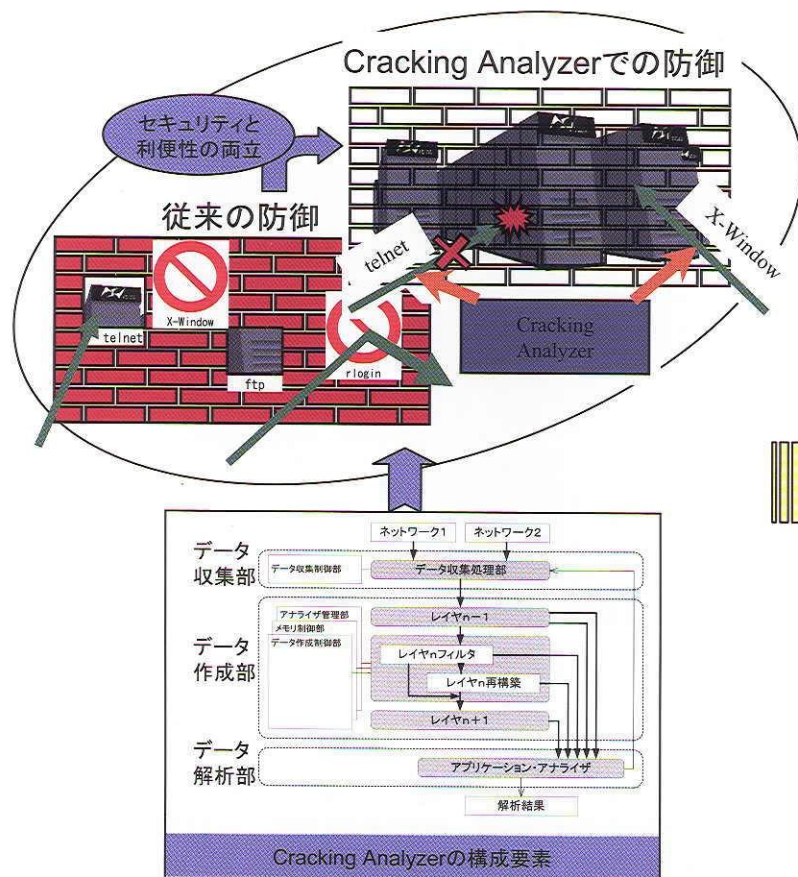 Cracking Analyzerでの防御
セキュリティと
利便性の両立
従来の防御
telnet
X-Window
X-Window
telnet
ftp
rlogin
Cracking
Analyzer
ネットワーク1
ネットワーク2
データ
収集部
データ収集制御部
データ収集処理部
アナライザ管理部
メモリ制御部
データ作成制御部
データ
作成部
レイヤn－1
レイヤnフィルタ
レイヤn再構築
レイヤn＋1
データ
解析部
アプリケーション・アナライザ
解析結果
Cracking Analyzerの構成要素